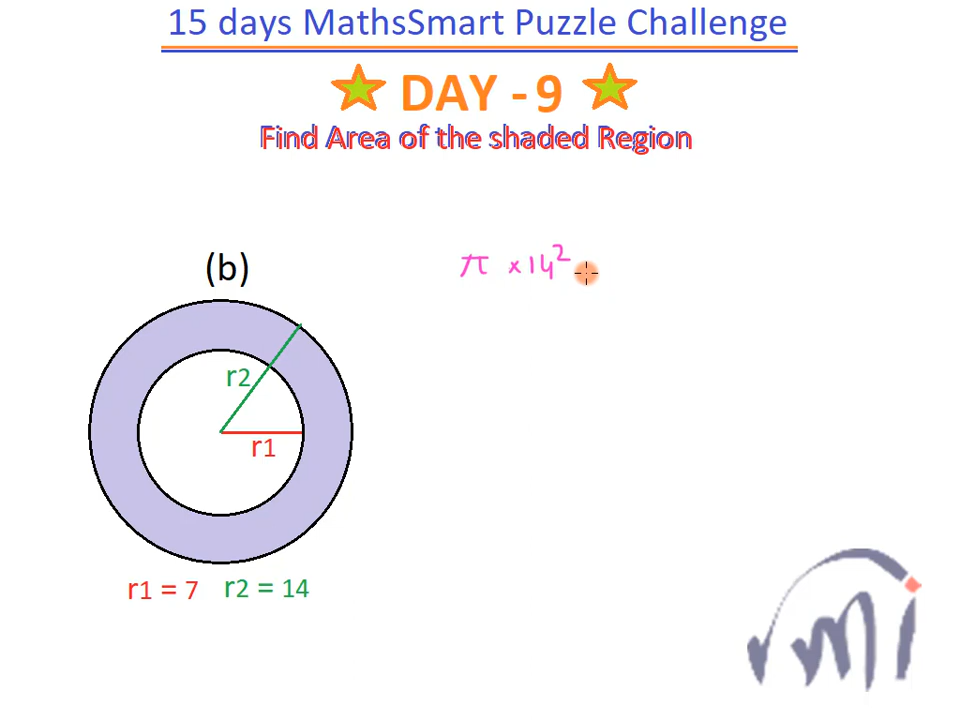 15 days MathsSmart Puzzle Challenge
DAY - 9
Find Area of the shaded Region
(b)
π × 14²
r2
r1
r1 = 7 r2 = 14